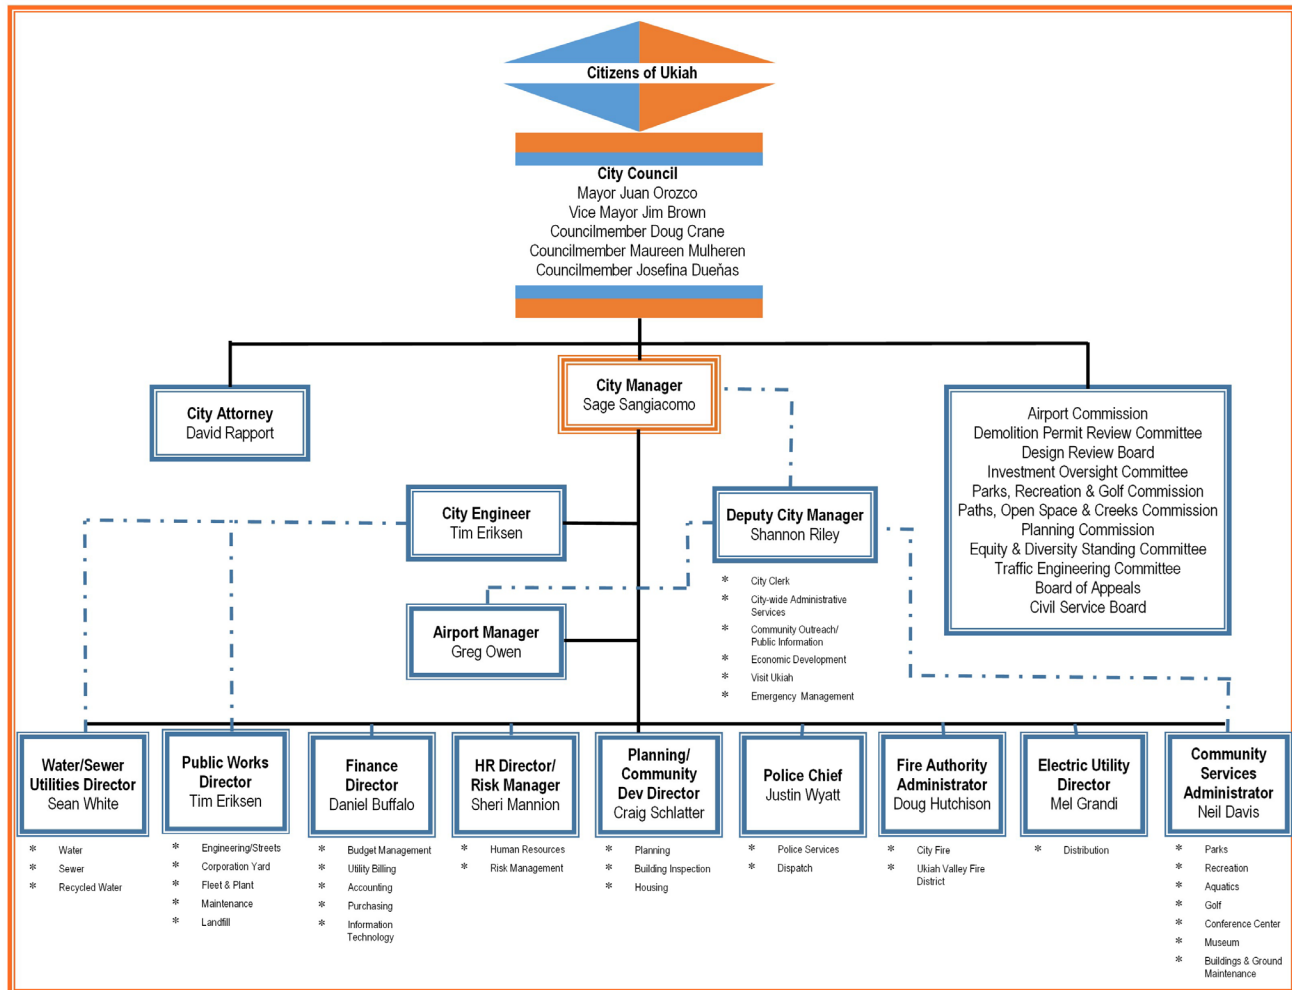 Citizens of Ukiah
City Council
Mayor Juan Orozco
Vice Mayor Jim Brown
Councilmember Doug Crane
Councilmember Maureen Mulheren
Councilmember Josefina Dueňas
City Manager
Sage Sangiacomo
City Attorney
David Rapport
Airport Commission
Demolition Permit Review Committee
Design Review Board
Investment Oversight Committee
Parks, Recreation & Golf Commission
Paths, Open Space & Creeks Commission
Planning Commission
Equity & Diversity Standing Committee
Traffic Engineering Committee
Board of Appeals
Civil Service Board
City Engineer
Tim Eriksen
Deputy City Manager
Shannon Riley
* City Clerk
* City-wide Administrative
Services
* Community Outreach/
Public Information
* Economic Development
* Visit Ukiah
* Emergency Management
Airport Manager
Greg Owen
Water/Sewer
Utilities Director
Sean White
* Water
* Sewer
* Recycled Water
Public Works
Director
Tim Eriksen
* Engineering/Streets
* Corporation Yard
* Fleet & Plant
* Maintenance
* Landfill
Finance
Director
Daniel Buffalo
* Budget Management
* Utility Billing
* Accounting
* Purchasing
* Information
Technology
HR Director/
Risk Manager
Sheri Mannion
* Human Resources
* Risk Management
Planning/
Community
Dev Director
Craig Schlatter
* Planning
* Building Inspection
* Housing
Police Chief
Justin Wyatt
* Police Services
* Dispatch
Fire Authority
Administrator
Doug Hutchison
* City Fire
* Ukiah Valley Fire
District
Electric Utility
Director
Mel Grandi
* Distribution
Community
Services
Administrator
Neil Davis
* Parks
* Recreation
* Aquatics
* Golf
* Conference Center
* Museum
* Buildings & Ground
Maintenance